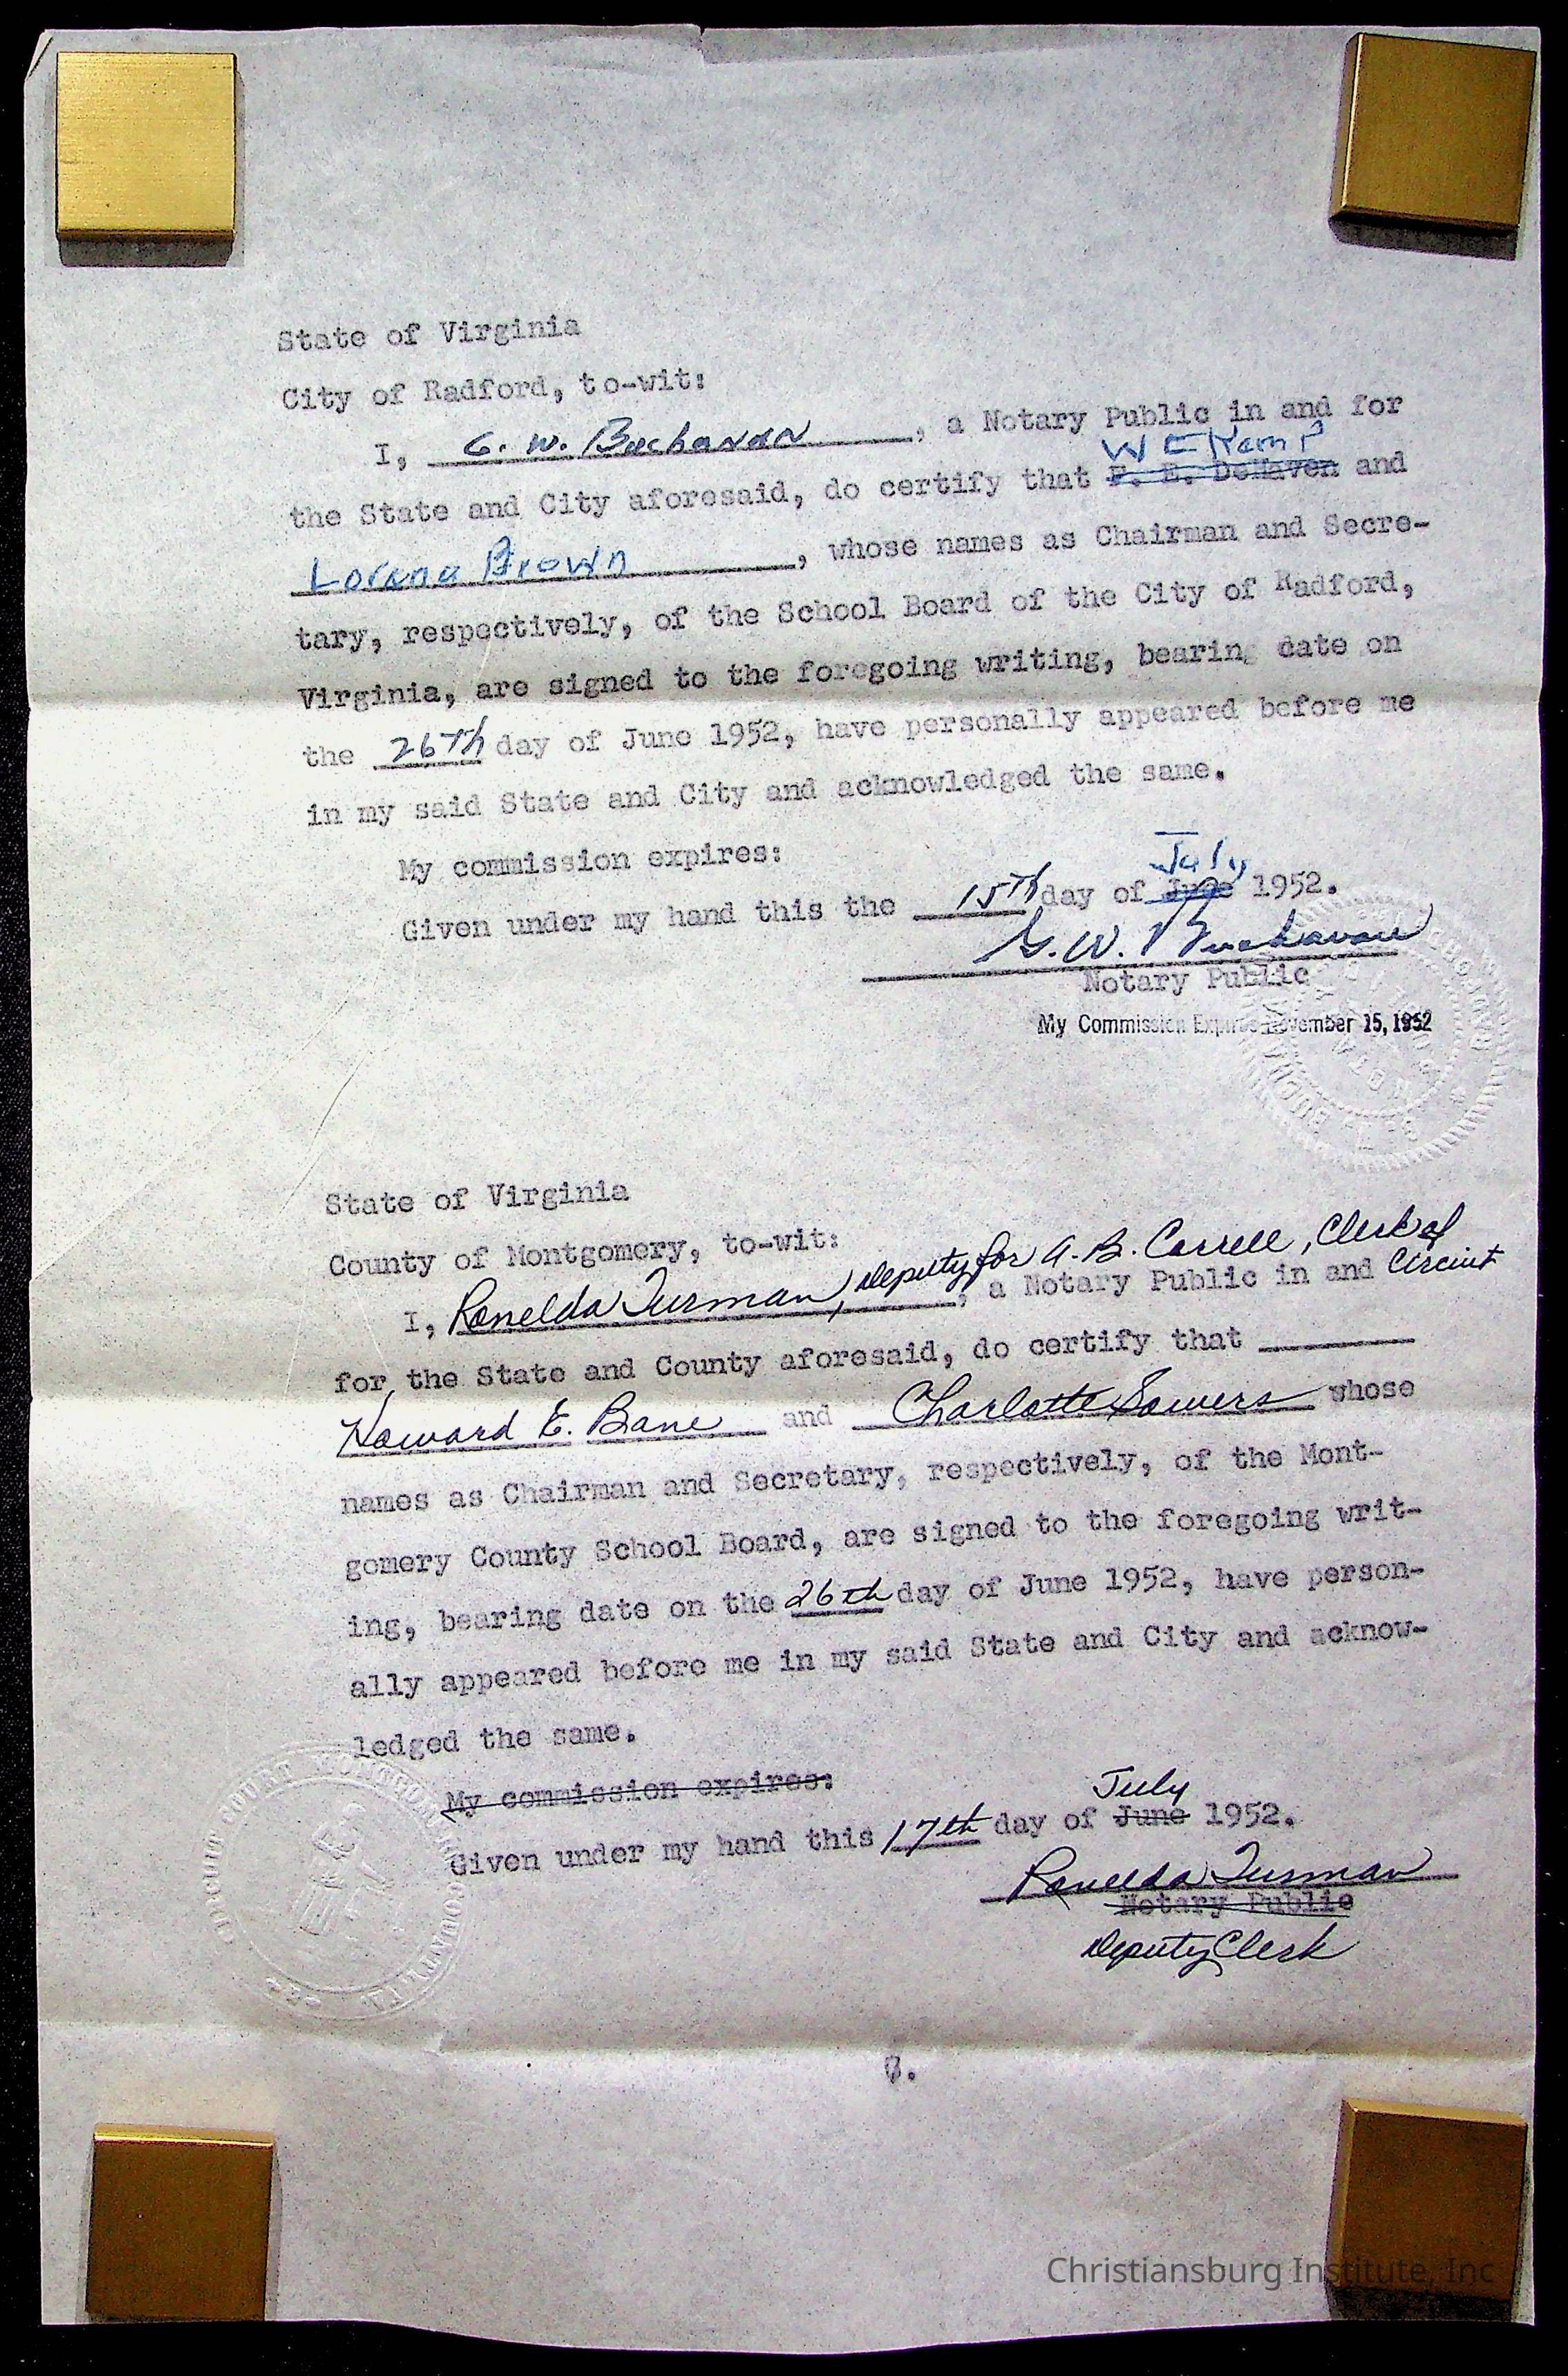 State of Virginia
City of Radford, to-wit:
I, G. W. Buchanan, a Notary Public in and for
W E Kemp
the State and City aforesaid, do certify that F. E. DeHaven and
Lorena Brown, whose names as Chairman and Secre-
tary, respectively, of the School Board of the City of Radford,
Virginia, are signed to the foregoing writing, bearing date on
the 26Th day of June 1952, have personally appeared before me
in my said State and City and acknowledged the same.
My commission expires:
July
Given under my hand this the 15Th day of June 1952.
G. W. Buchanan
Notary Public
My Commission Expires November 15, 1952
State of Virginia
County of Montgomery, to-wit:
Deputy for A. B. Correll, Clerk of
I, Ronelda Turman, a Notary Public in and Circuit
for the State and County aforesaid, do certify that
Howard E. Bane and Charlotte Sowers whose
names as Chairman and Secretary, respectively, of the Mont-
gomery County School Board, are signed to the foregoing writ-
ing, bearing date on the 26th day of June 1952, have person-
ally appeared before me in my said State and City and acknow-
ledged the same.
My commission expires:
July
Given under my hand this 17th day of June 1952.
Ronelda Turman
Notary Public
Deputy Clerk
Christiansburg Institute, Inc